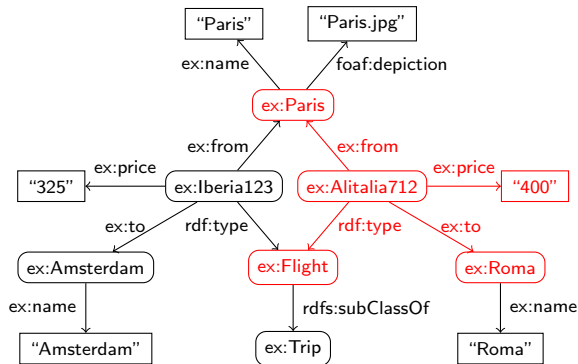 “Paris” “Paris.jpg”
ex:name foaf:depiction
ex:Paris
ex:from ex:from
ex:price ex:price
“325” ex:Iberia123 ex:Alitalia712 “400”
ex:to rdf:type rdf:type ex:to
ex:Amsterdam ex:Flight ex:Roma
ex:name rdfs:subClassOf ex:name
“Amsterdam” ex:Trip “Roma”